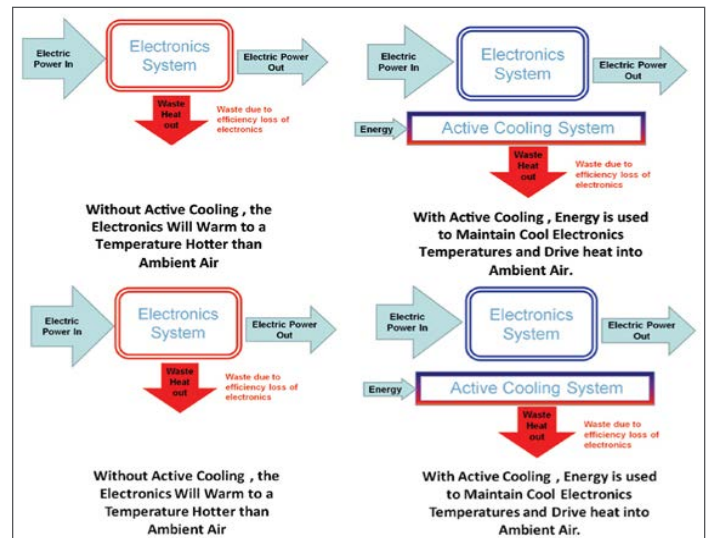 Electric
Power In
Electronics
System
Electric Power
Out
Waste
Heat
out
Waste due to
efficiency loss of
electronics
Without Active Cooling , the
Electronics Will Warm to a
Temperature Hotter than
Ambient Air
Electric
Power In
Electronics
System
Electric Power
Out
Energy
Active Cooling System
Waste
Heat
out
Waste due to
efficiency loss of
electronics
With Active Cooling , Energy is used
to Maintain Cool Electronics
Temperatures and Drive heat into
Ambient Air.
Electric
Power In
Electronics
System
Electric Power
Out
Waste
Heat
out
Waste due to
efficiency loss of
electronics
Without Active Cooling , the
Electronics Will Warm to a
Temperature Hotter than
Ambient Air
Electric
Power In
Electronics
System
Electric Power
Out
Energy
Active Cooling System
Waste
Heat
out
Waste due to
efficiency loss of
electronics
With Active Cooling , Energy is used
to Maintain Cool Electronics
Temperatures and Drive heat into
Ambient Air.